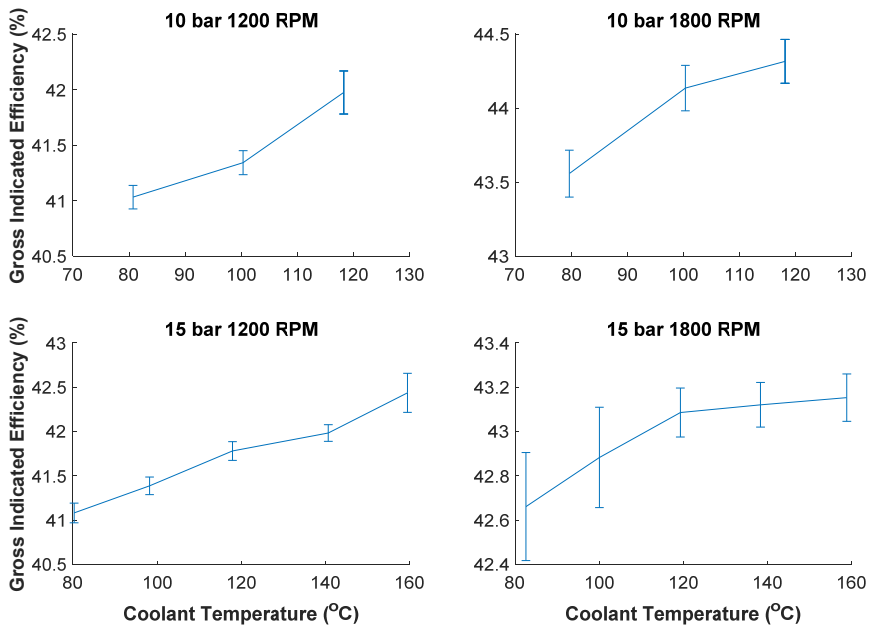 10 bar 1200 RPM
Gross Indicated Efficiency (%)
42.5
42
41.5
41
40.5
70 80 90 100 110 120 130
10 bar 1800 RPM
44.5
44
43.5
43
70 80 90 100 110 120 130
15 bar 1200 RPM
Gross Indicated Efficiency (%)
43
42.5
42
41.5
41
40.5
80 100 120 140 160
Coolant Temperature (°C)
15 bar 1800 RPM
43.4
43.2
43
42.8
42.6
42.4
80 100 120 140 160
Coolant Temperature (°C)